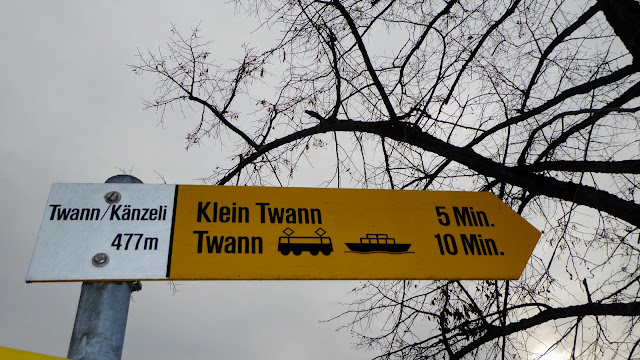 Twann/Känzeli
477m
Klein Twann 5 Min.
Twann 10 Min.